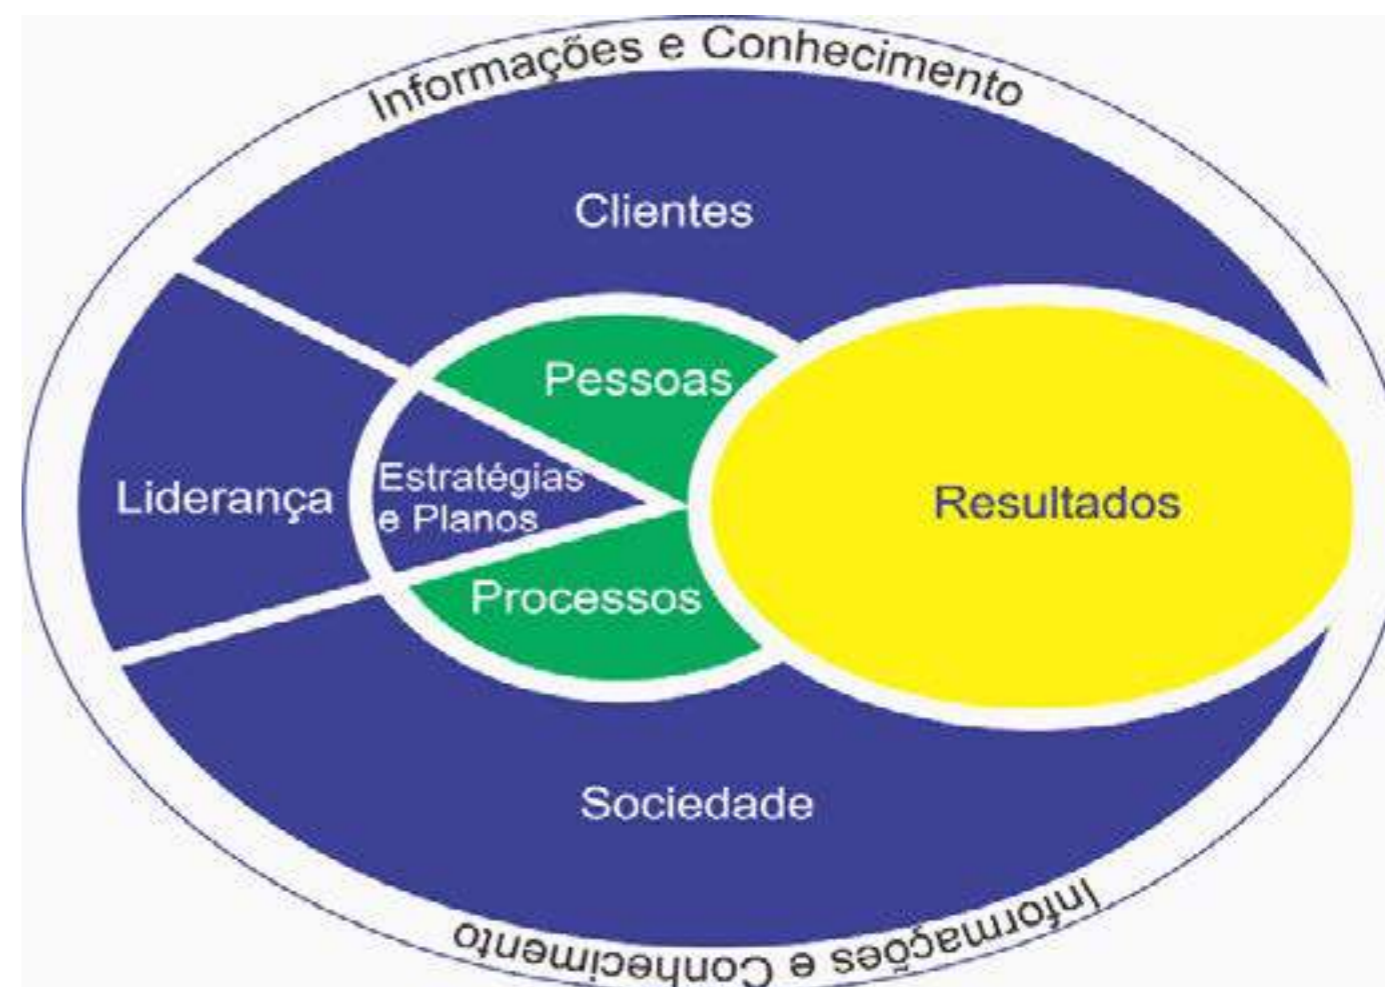 Informações e Conhecimento
Clientes
Pessoas
Estratégias
e Planos
Liderança
Resultados
Processos
Sociedade
Informações e Conhecimento